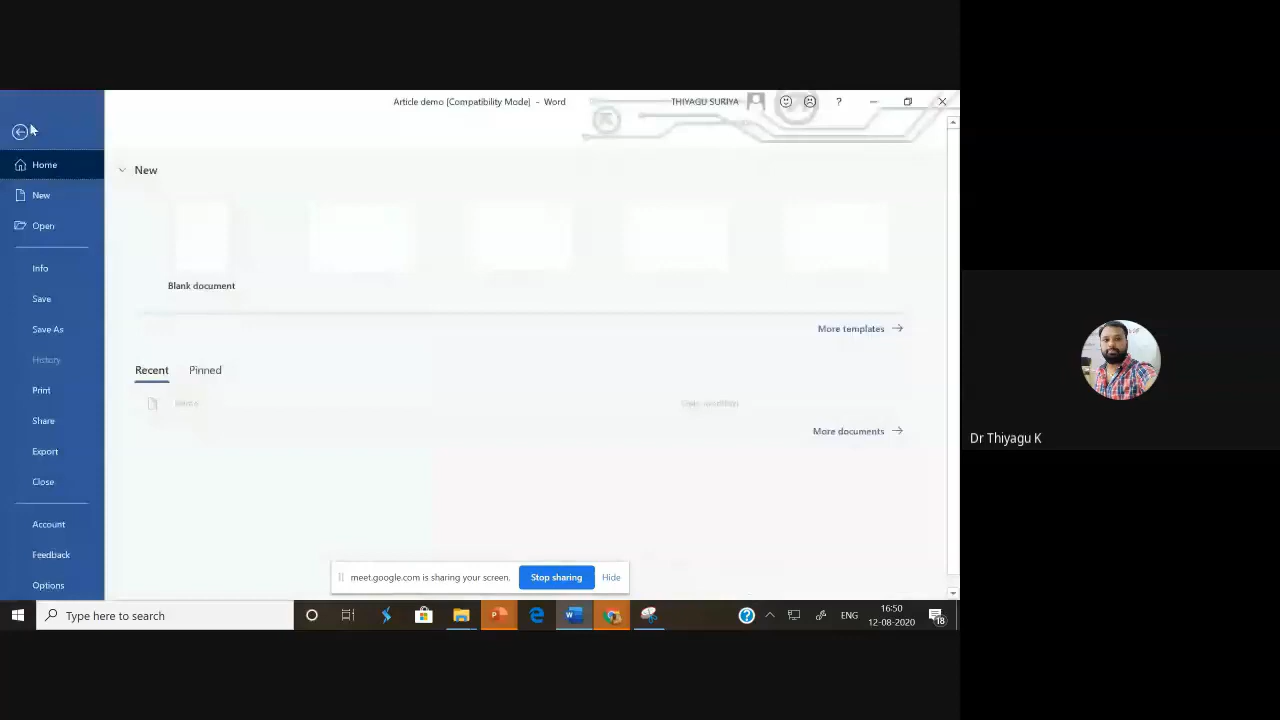 Article demo [Compatibility Mode] - Word
THIYAGU SURIYA
?
Home
New
Open
Info
Save
Save As
History
Print
Share
Export
Close
Account
Feedback
Options
New
Blank document
More templates
Recent
Pinned
Name
More documents
meet.google.com is sharing your screen.
Stop sharing
Hide
Type here to search
ENG
16:50
12-08-2020
18
Dr Thiyagu K